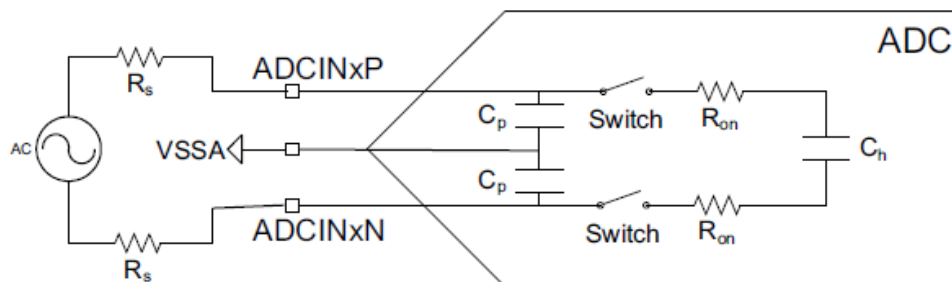 ADC
Rs
ADCINxP
Cp
Switch
Ron
AC
VSSA
Ch
Cp
Rs
ADCINxN
Switch
Ron